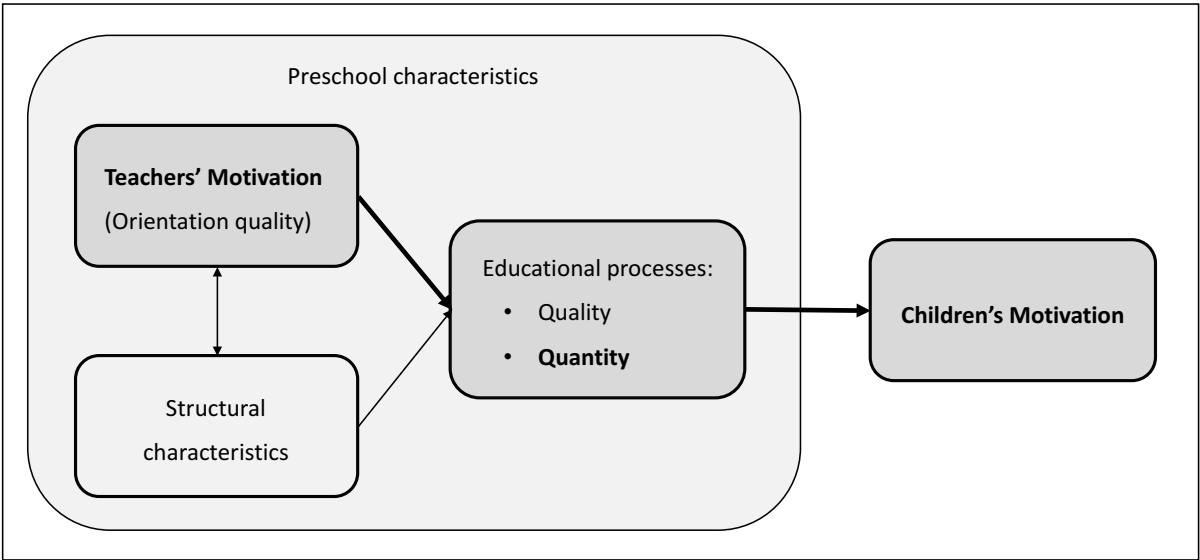 Preschool characteristics
Teachers’ Motivation
(Orientation quality)
Structural
characteristics
Educational processes:
• Quality
• Quantity
Children’s Motivation